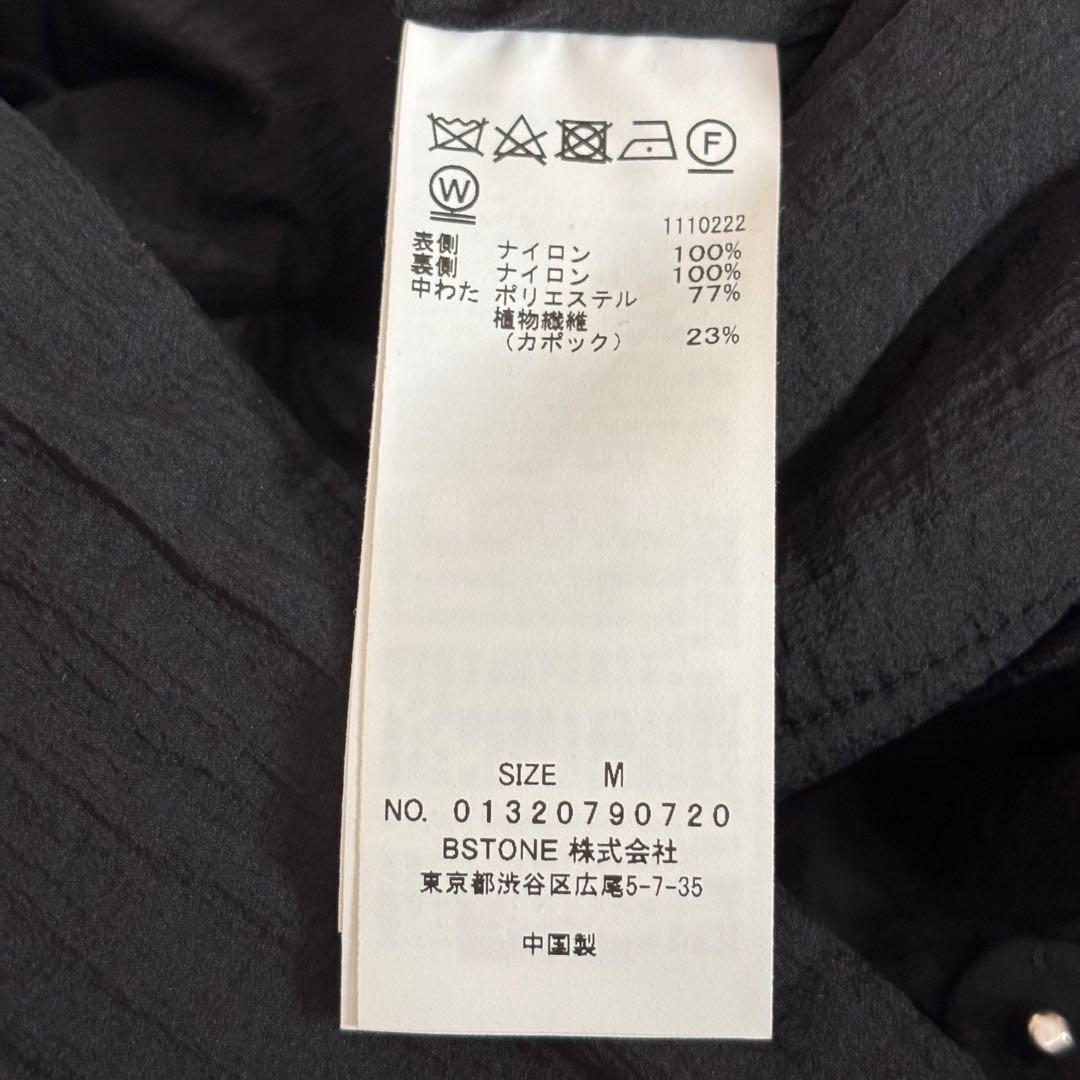 F
W
1110222
表側 ナイロン 100%
裏側 ナイロン 100%
中わた ポリエステル 77%
植物繊維
（カポック） 23%
SIZE M
NO. 01320790720
BSTONE 株式会社
東京都渋谷区広尾5-7-35
中国製